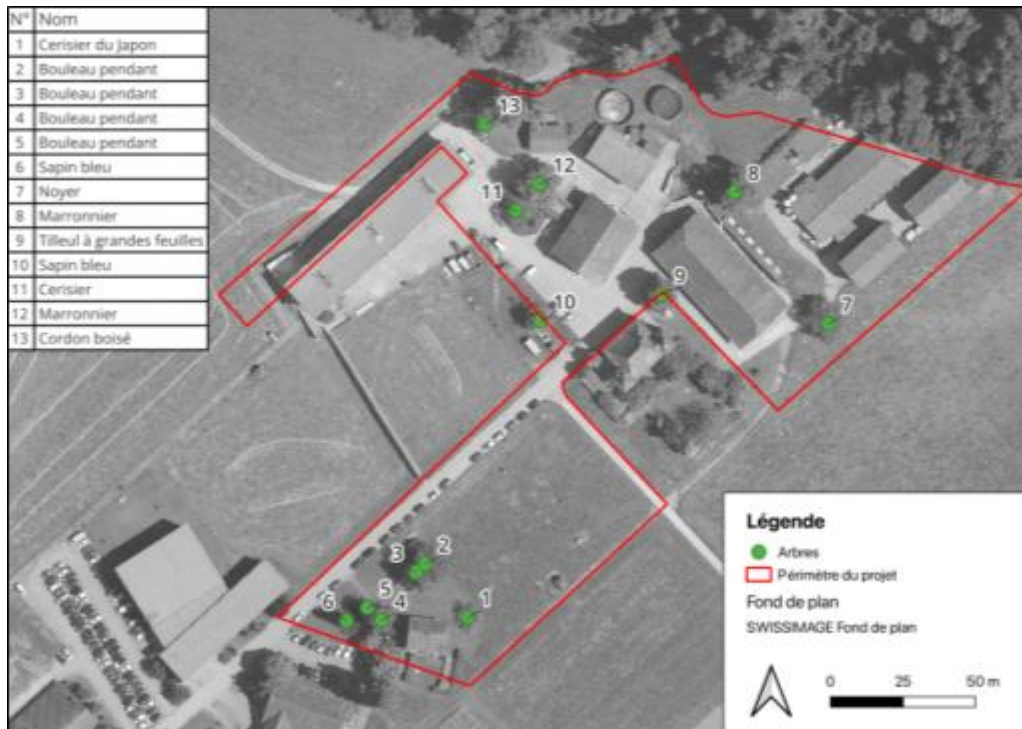 N° Nom
1 Cerisier du Japon
2 Bouleau pendant
3 Bouleau pendant
4 Bouleau pendant
5 Bouleau pendant
6 Sapin bleu
7 Noyer
8 Marronnier
9 Tilleul à grandes feuilles
10 Sapin bleu
11 Cerisier
12 Marronnier
13 Cordon boisé
13
12
11
8
9
10
7
3 2
5
6 4 1
Légende
Arbres
Périmètre du projet
Fond de plan
SWISSIMAGE Fond de plan
0 25 50 m